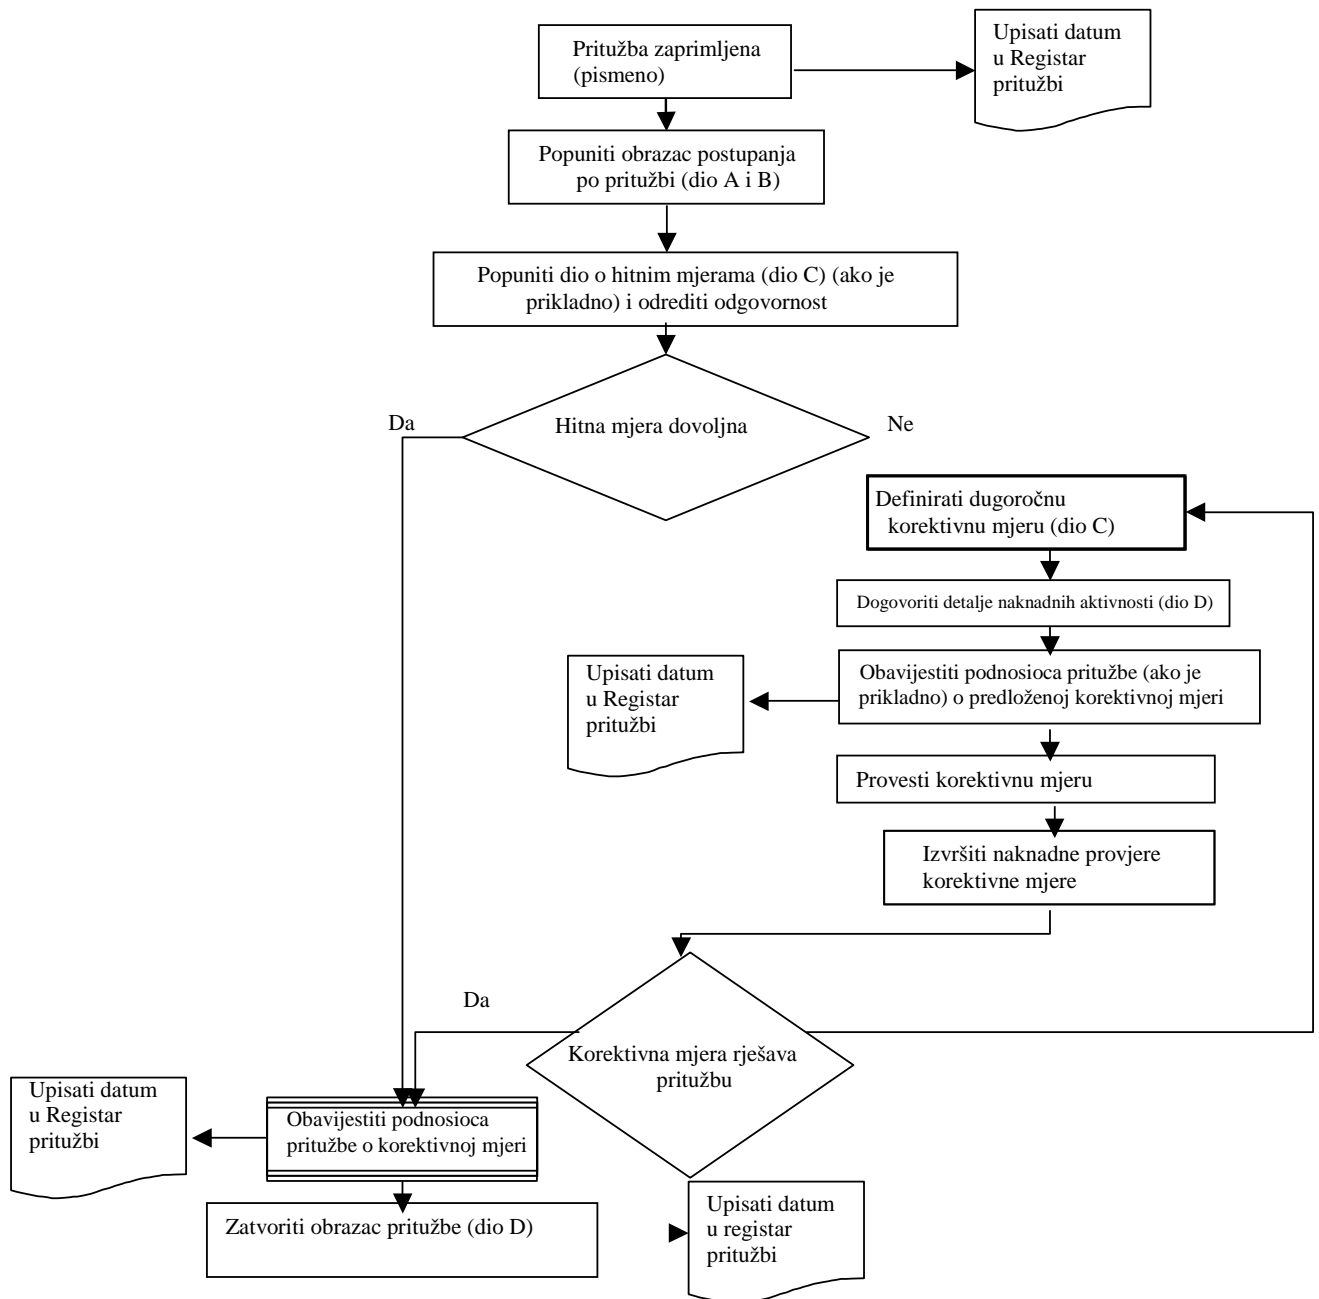 Pritužba zaprimljena
(pismeno)
Upisati datum
u Registar
pritužbi
Popuniti obrazac postupanja
po pritužbi (dio A i B)
Popuniti dio o hitnim mjerama (dio C) (ako je
prikladno) i odrediti odgovornost
Da
Hitna mjera dovoljna
Ne
Definirati dugoročnu
korektivnu mjeru (dio C)
Dogovoriti detalje naknadnih aktivnosti (dio D)
Upisati datum
u Registar
pritužbi
Obavijestiti podnosioca pritužbe (ako je
prikladno) o predloženoj korektivnoj mjeri
Provesti korektivnu mjeru
Izvršiti naknadne provjere
korektivne mjere
Da
Korektivna mjera rješava
pritužbu
Upisati datum
u Registar
pritužbi
Obavijestiti podnosioca
pritužbe o korektivnoj mjeri
Zatvoriti obrazac pritužbe (dio D)
Upisati datum
u registar
pritužbi